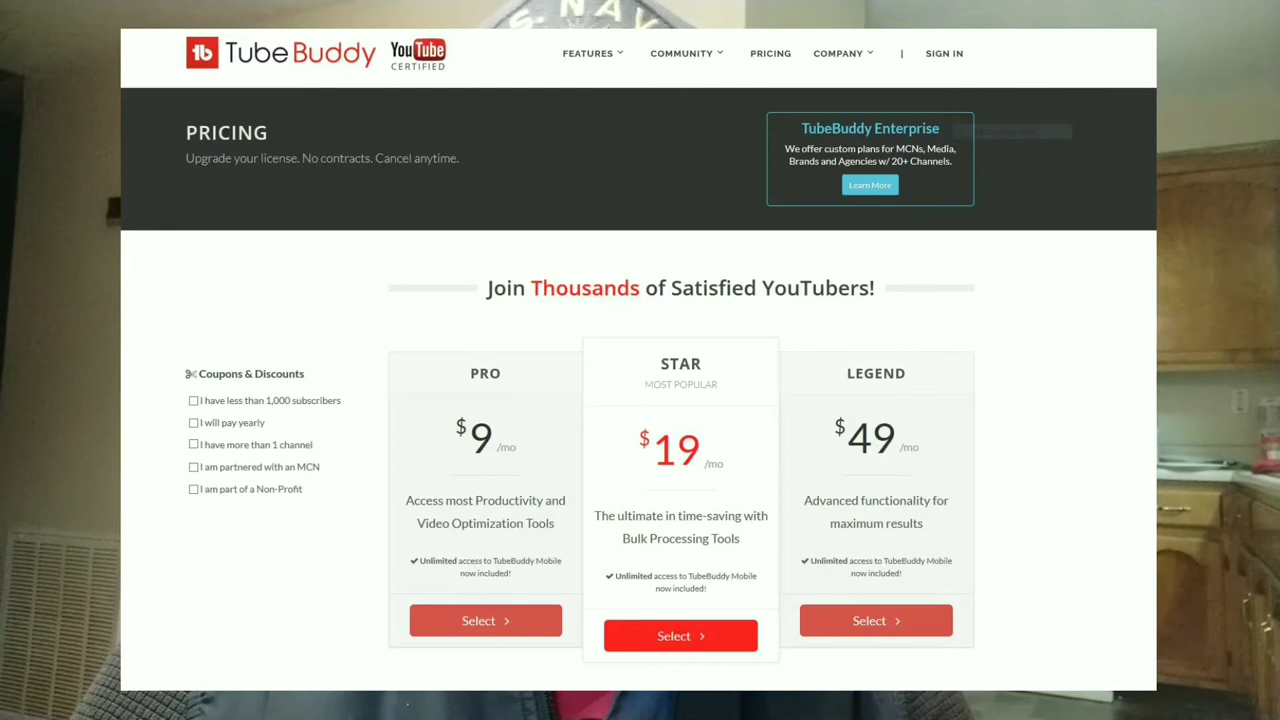 S. NAV
TubeBuddy YouTube CERTIFIED
FEATURES COMMUNITY PRICING COMPANY | SIGN IN
PRICING
Upgrade your license. No contracts. Cancel anytime.
TubeBuddy Enterprise
We offer custom plans for MCNs, Media,
Brands and Agencies w/ 20+ Channels.
Learn More
Join Thousands of Satisfied YouTubers!
Coupons & Discounts
I have less than 1,000 subscribers
I will pay yearly
I have more than 1 channel
I am partnered with an MCN
I am part of a Non-Profit
PRO
$9 /mo
Access most Productivity and
Video Optimization Tools
✔ Unlimited access to TubeBuddy Mobile
now included!
Select >
STAR
MOST POPULAR
$19 /mo
The ultimate in time-saving with
Bulk Processing Tools
✔ Unlimited access to TubeBuddy Mobile
now included!
Select >
LEGEND
$49 /mo
Advanced functionality for
maximum results
✔ Unlimited access to TubeBuddy Mobile
now included!
Select >